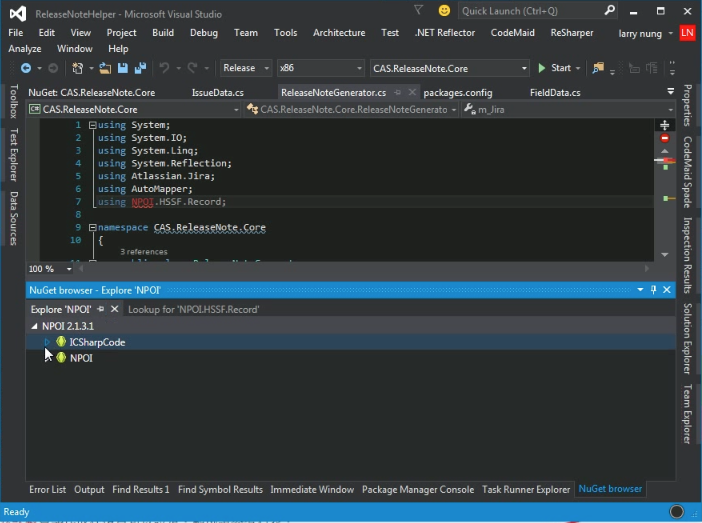 ReleaseNoteHelper - Microsoft Visual Studio
Quick Launch (Ctrl+Q)
File Edit View Project Build Debug Team Tools Architecture Test .NET Reflector CodeMaid ReSharper larry nung LN
Analyze Window Help
Release x86 CAS.ReleaseNote.Core Start
NuGet: CAS.ReleaseNote.Core IssueData.cs ReleaseNoteGenerator.cs packages.config FieldData.cs
C# CAS.ReleaseNote.Core CAS.ReleaseNote.Core.ReleaseNoteGenerato m_Jira
1 using System;
2 using System.IO;
3 using System.Linq;
4 using System.Reflection;
5 using Atlassian.Jira;
6 using AutoMapper;
7 using NPOI.HSSF.Record;
8
9 namespace CAS.ReleaseNote.Core
10 {
3 references
100 %
NuGet browser - Explore 'NPOI'
Explore 'NPOI' Lookup for 'NPOI.HSSF.Record'
NPOI 2.1.3.1
ICSharpCode
NPOI
Error List Output Find Results 1 Find Symbol Results Immediate Window Package Manager Console Task Runner Explorer NuGet browser
Ready
Toolbox
Test Explorer
Data Sources
Properties
CodeMaid Spade
Inspection Results
Solution Explorer
Team Explorer